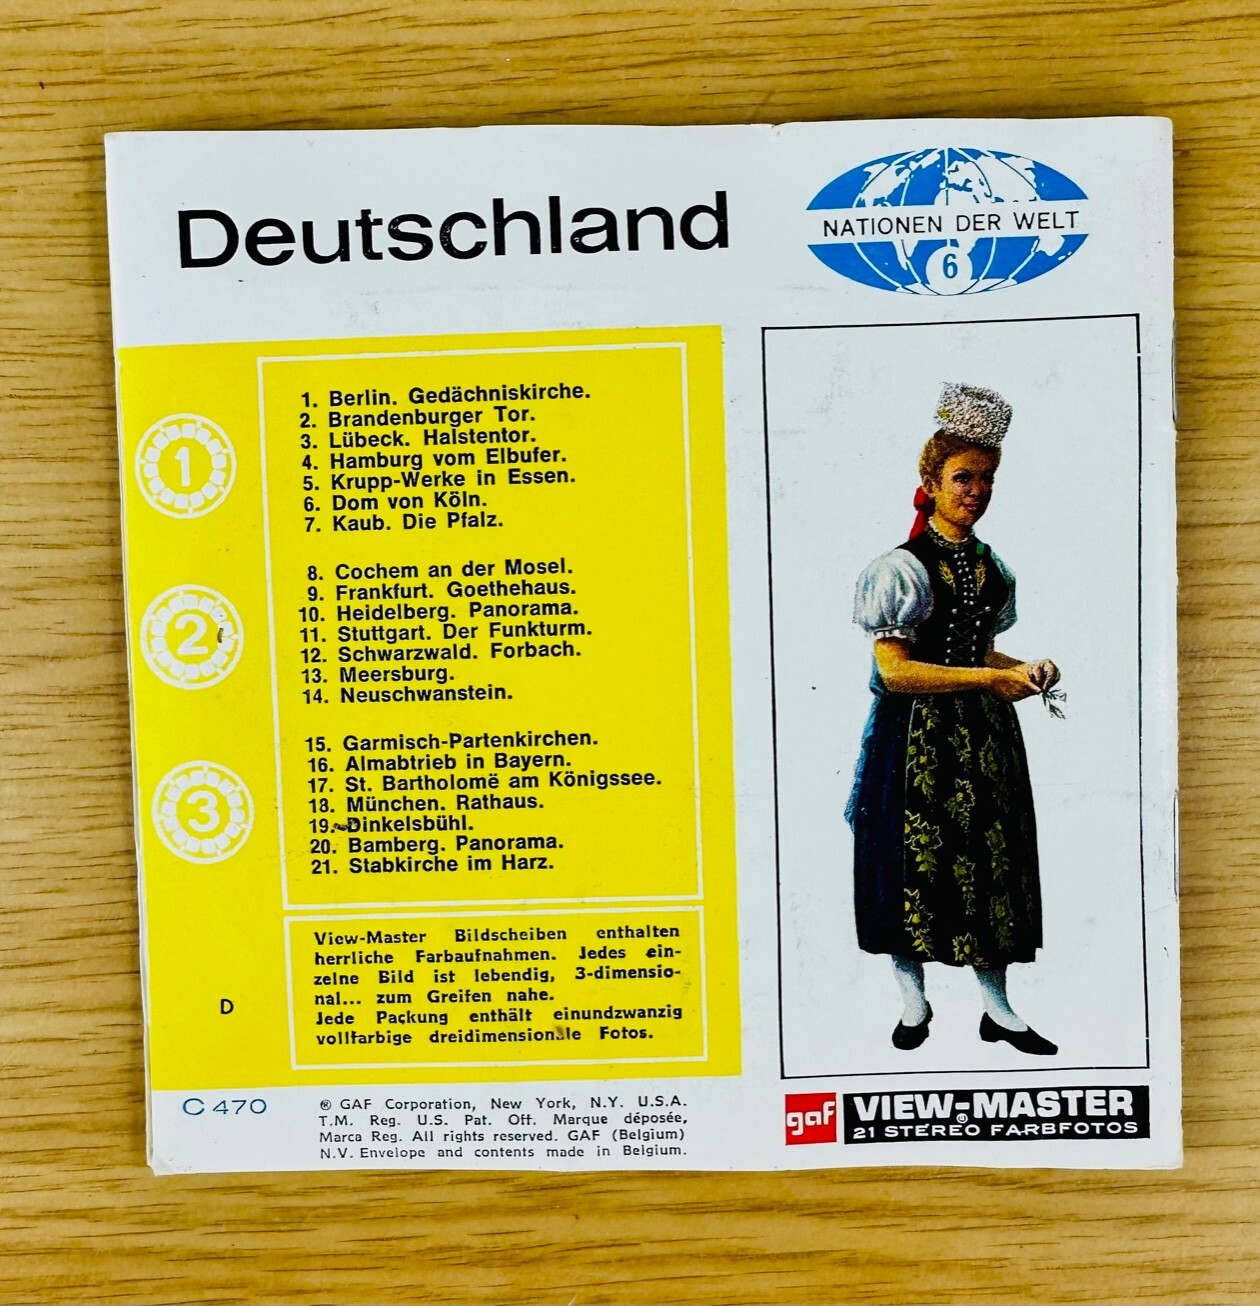 Deutschland
NATIONEN DER WELT
6
1
1. Berlin. Gedächniskirche.
2. Brandenburger Tor.
3. Lübeck. Halstentor.
4. Hamburg vom Elbufer.
5. Krupp-Werke in Essen.
6. Dom von Köln.
7. Kaub. Die Pfalz.
2
8. Cochem an der Mosel.
9. Frankfurt. Goethehaus.
10. Heidelberg. Panorama.
11. Stuttgart. Der Funkturm.
12. Schwarzwald. Forbach.
13. Meersburg.
14. Neuschwanstein.
3
15. Garmisch-Partenkirchen.
16. Almabtrieb in Bayern.
17. St. Bartholomë am Königssee.
18. München. Rathaus.
19. Dinkelsbühl.
20. Bamberg. Panorama.
21. Stabkirche im Harz.
View-Master Bildscheiben enthalten
herrliche Farbaufnahmen. Jedes ein-
zelne Bild ist lebendig, 3-dimensio-
nal... zum Greifen nahe.
Jede Packung enthält einundzwanzig
vollfarbige dreidimensionale Fotos.
D
C 470
® GAF Corporation, New York, N.Y. U.S.A.
T.M. Reg. U.S. Pat. Off. Marque déposée,
Marca Reg. All rights reserved. GAF (Belgium)
N.V. Envelope and contents made in Belgium.
gaf
VIEW-MASTER ®
21 STEREO FARBFOTOS